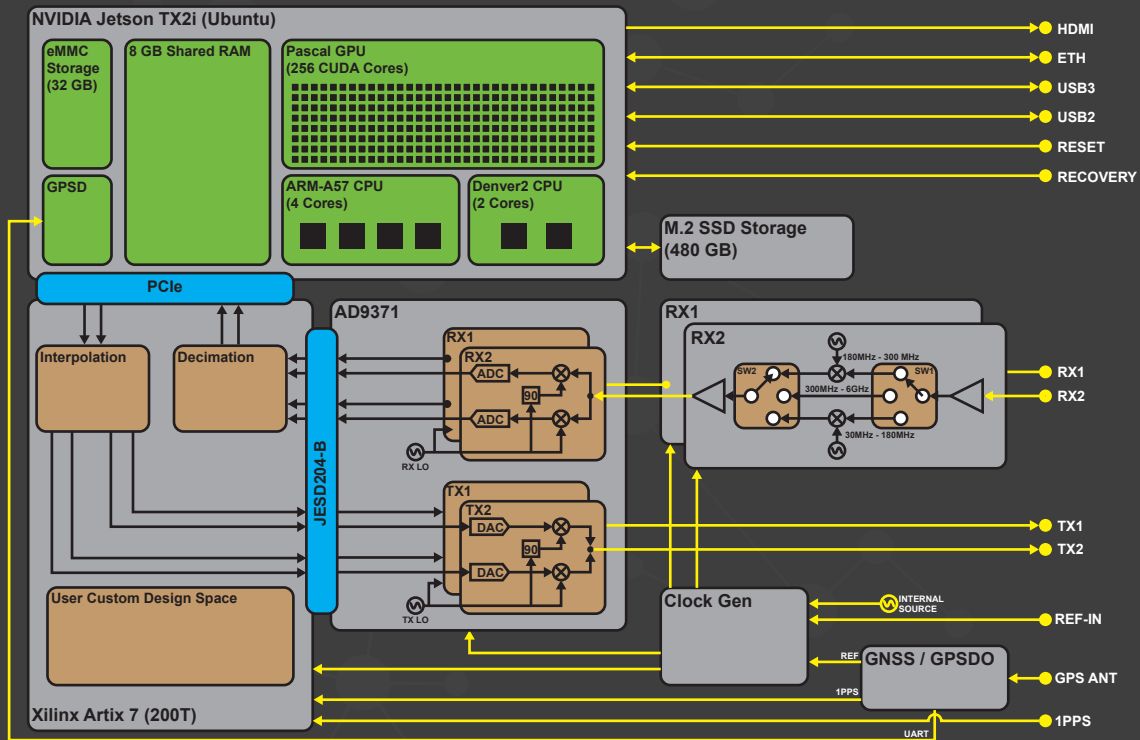 NVIDIA Jetson TX2i (Ubuntu)
eMMC
Storage
(32 GB)
8 GB Shared RAM
Pascal GPU
(256 CUDA Cores)
GPSD
ARM-A57 CPU
(4 Cores)
Denver2 CPU
(2 Cores)
M.2 SSD Storage
(480 GB)
HDMI
ETH
USB3
USB2
RESET
RECOVERY
PCIe
Interpolation
Decimation
JESD204-B
User Custom Design Space
Xilinx Artix 7 (200T)
AD9371
RX1
RX2
ADC
90
ADC
RX LO
TX1
TX2
DAC
90
DAC
TX LO
RX1
RX2
180MHz - 300 MHz
SW2
SW1
300MHz - 6GHz
30MHz - 180MHz
RX1
RX2
TX1
TX2
Clock Gen
INTERNAL
SOURCE
REF-IN
REF
GNSS / GPSDO
GPS ANT
1PPS
1PPS
UART